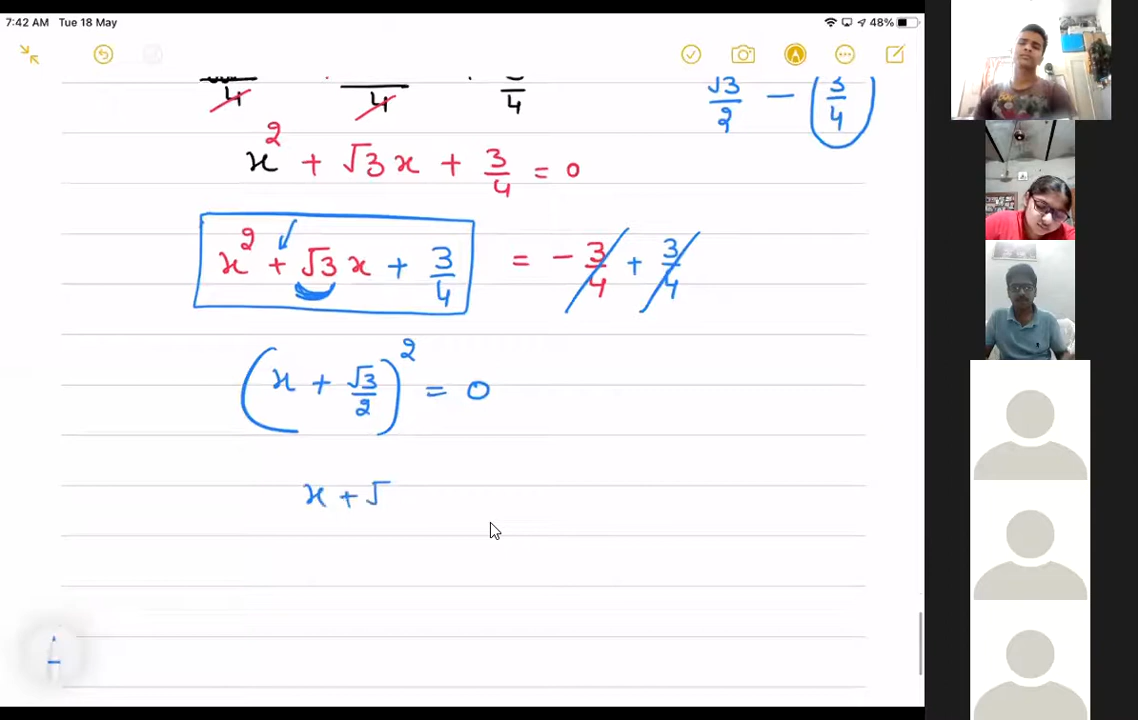 7:42 AM Tue 18 May 48%
4 4 4
√3/2 − (3/4)
x² + √3x + 3/4 = 0
x² + √3x + 3/4 = −3/4 + 3/4
(x + √3/2)² = 0
x + √